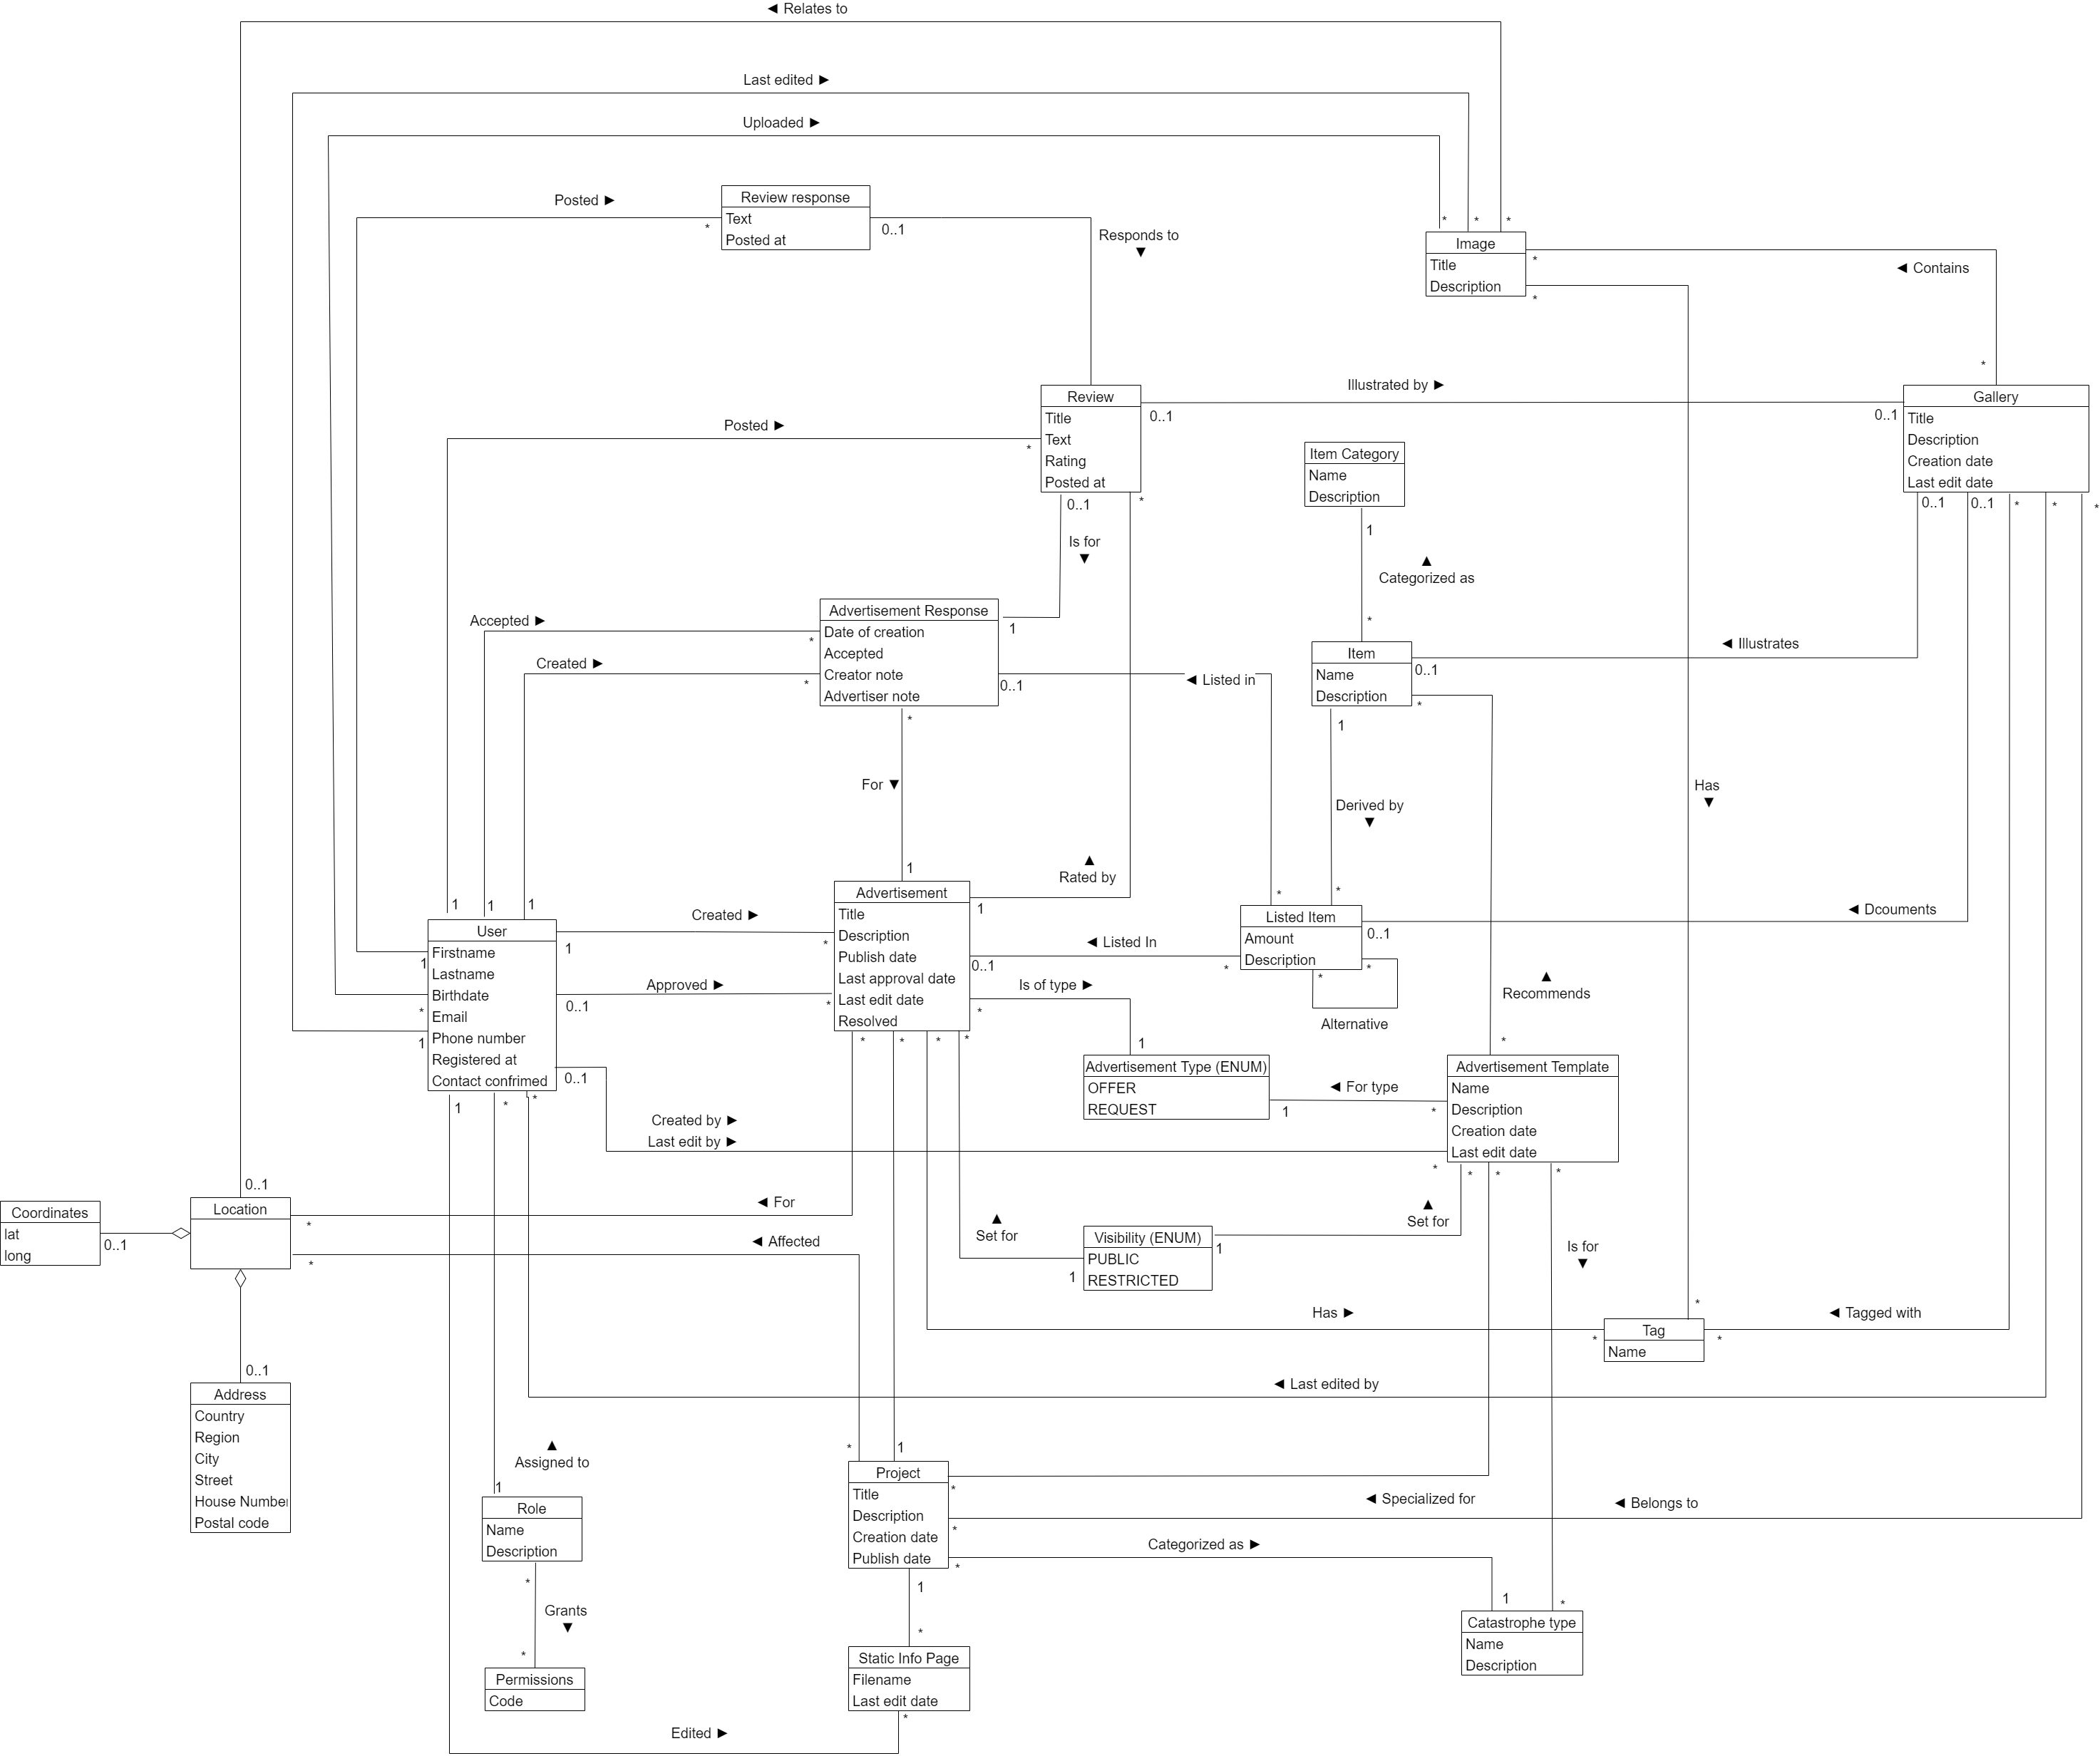 ◄ Relates to
Last edited ►
Uploaded ►
Posted ►
Review response
Text
Posted at
*
0..1
Responds to
▼
* * *
Image
Title
Description
*
*
◄ Contains
*
Review
Title
Text
Rating
Posted at
Illustrated by ►
0..1
0..1
Gallery
Title
Description
Creation date
Last edit date
Posted ►
*
Item Category
Name
Description
0..1
*
0..1
0..1
*
*
*
Is for
▼
1
▲
Categorized as
*
Advertisement Response
Date of creation
Accepted
Creator note
Advertiser note
Accepted ►
*
Created ►
*
1
0..1
◄ Listed in
Item
Name
Description
0..1
*
◄ Illustrates
*
1
For ▼
Derived by
▼
Has
▼
1
▲
Rated by
*
*
1
1
1
Advertisement
Title
Description
Publish date
Last approval date
Last edit date
Resolved
1
Listed Item
Amount
Description
0..1
◄ Dcouments
User
Firstname
Lastname
Birthdate
Email
Phone number
Registered at
Contact confrimed
Created ►
1
*
1
*
1
◄ Listed In
0..1
*
*
*
Alternative
Approved ►
0..1
*
Is of type ►
*
1
▲
Recommends
*
* * * *
Advertisement Type (ENUM)
OFFER
REQUEST
◄ For type
1
*
Advertisement Template
Name
Description
Creation date
Last edit date
0..1
1
*
*
Created by ►
Last edit by ►
*
*
*
*
0..1
Coordinates
lat
long
0..1
Location
*
◄ For
*
◄ Affected
▲
Set for
1
Visibility (ENUM)
PUBLIC
RESTRICTED
1
▲
Set for
Is for
▼
Has ►
*
*
Tag
Name
*
◄ Tagged with
0..1
Address
Country
Region
City
Street
House Number
Postal code
◄ Last edited by
▲
Assigned to
1
Role
Name
Description
*
1
Project
Title
Description
Creation date
Publish date
*
*
*
◄ Specialized for
◄ Belongs to
Categorized as ►
1
*
Catastrophe type
Name
Description
*
Grants
▼
*
Permissions
Code
1
*
Static Info Page
Filename
Last edit date
*
Edited ►